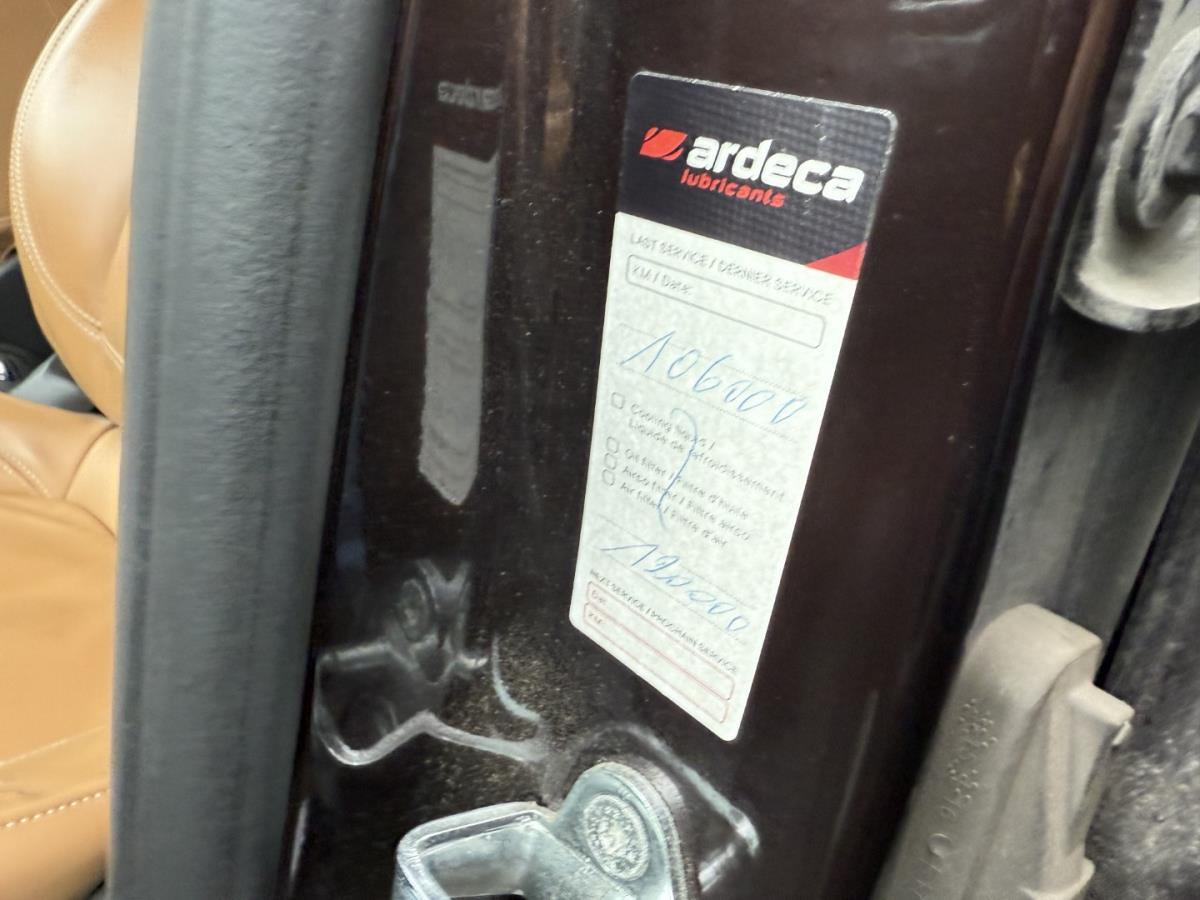 ardeca
lubricants
LAST SERVICE / DERNIER SERVICE
KM / Date:
106000
Cooling liquid /
Liquide de refroidissement
Oil filter / Filtre d'huile
Airco filter / Filtre airco
Air filter / Filtre d'air
120000
NEXT SERVICE / PROCHAIN SERVICE
KM: